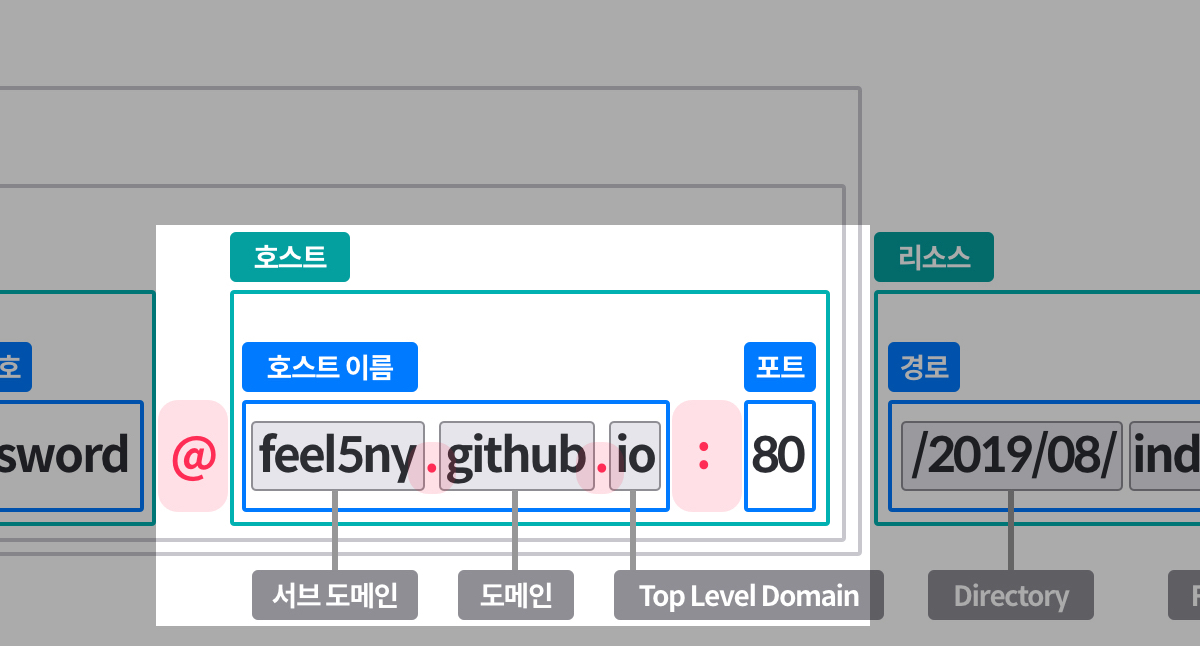 호스트 리소스
호 호스트 이름 포트 경로
sword @ feel5ny . github . io : 80 /2019/08/ ind
서브 도메인 도메인 Top Level Domain Directory